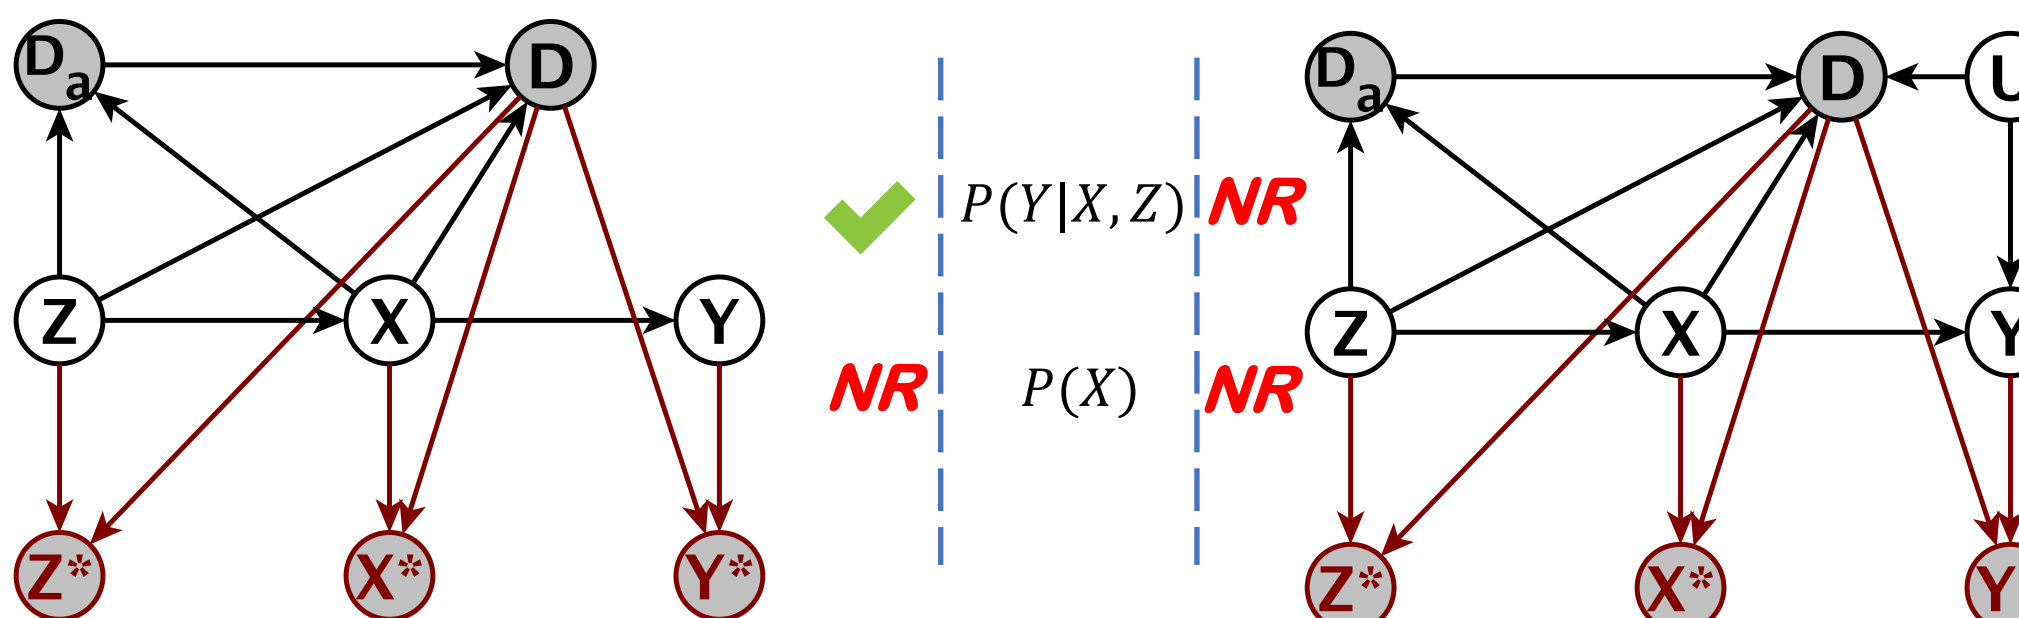 Da
D
Da
D
U
P(Y|X, Z)
NR
Z
X
Y
Z
X
Y
NR
P(X)
NR
Z*
X*
Y*
Z*
X*
Y